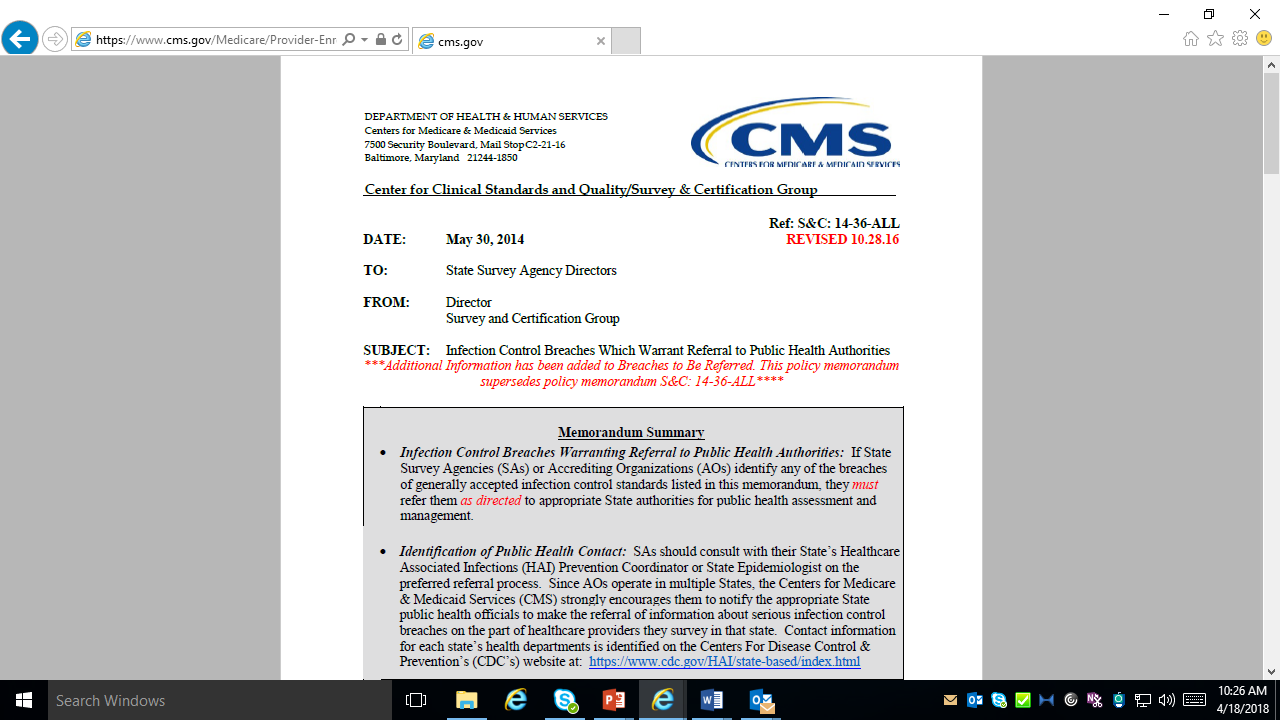 https://www.cms.gov/Medicare/Provider-Enr
cms.gov
DEPARTMENT OF HEALTH & HUMAN SERVICES
Centers for Medicare & Medicaid Services
7500 Security Boulevard, Mail Stop C2-21-16
Baltimore, Maryland 21244-1850
CMS
CENTERS FOR MEDICARE & MEDICAID SERVICES
Center for Clinical Standards and Quality/Survey & Certification Group
Ref: S&C: 14-36-ALL
DATE: May 30, 2014 REVISED 10.28.16
TO: State Survey Agency Directors
FROM: Director
Survey and Certification Group
SUBJECT: Infection Control Breaches Which Warrant Referral to Public Health Authorities
***Additional Information has been added to Breaches to Be Referred. This policy memorandum
supersedes policy memorandum S&C: 14-36-ALL****
Memorandum Summary
• Infection Control Breaches Warranting Referral to Public Health Authorities: If State
Survey Agencies (SAs) or Accrediting Organizations (AOs) identify any of the breaches
of generally accepted infection control standards listed in this memorandum, they must
refer them as directed to appropriate State authorities for public health assessment and
management.
• Identification of Public Health Contact: SAs should consult with their State's Healthcare
Associated Infections (HAI) Prevention Coordinator or State Epidemiologist on the
preferred referral process. Since AOs operate in multiple States, the Centers for Medicare
& Medicaid Services (CMS) strongly encourages them to notify the appropriate State
public health officials to make the referral of information about serious infection control
breaches on the part of healthcare providers they survey in that state. Contact information
for each state's health departments is identified on the Centers For Disease Control &
Prevention's (CDC's) website at: https://www.cdc.gov/HAI/state-based/index.html
Search Windows
10:26 AM
4/18/2018